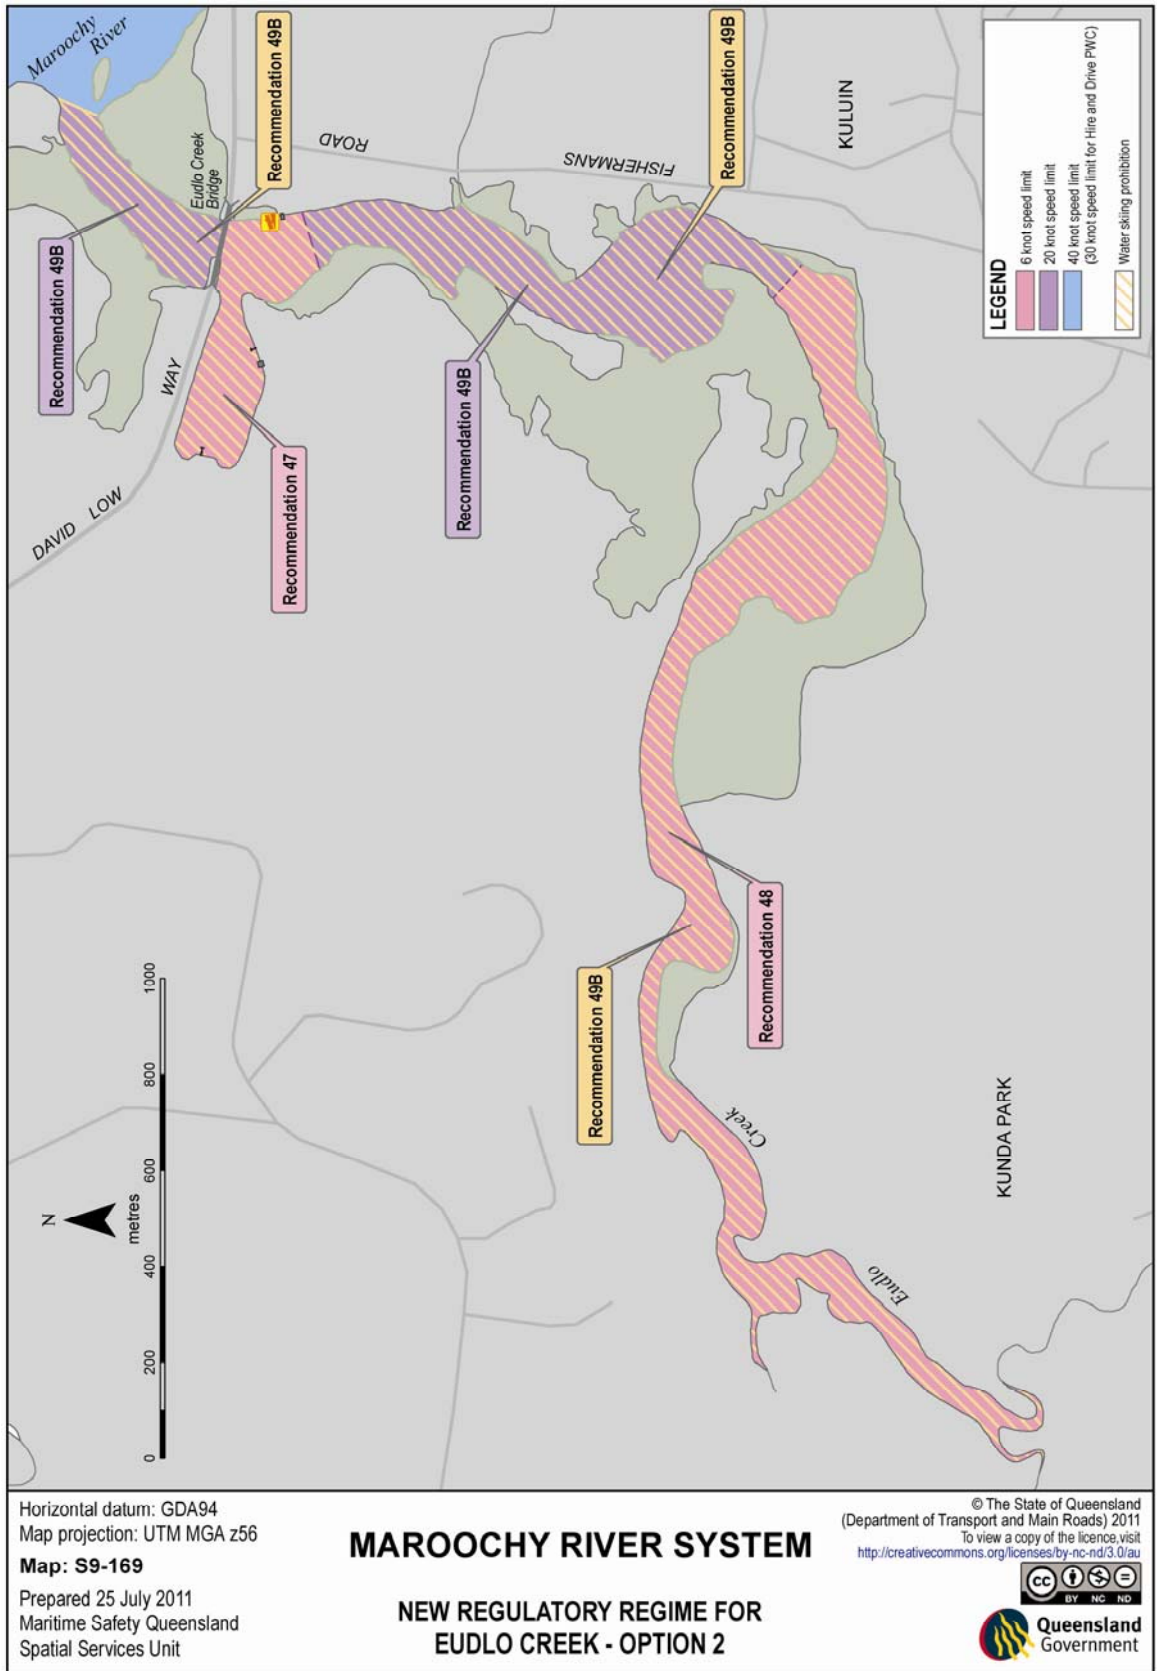 Maroochy
River
Recommendation 49B
Eudlo Creek
Bridge
Recommendation 49B
ROAD
FISHERMANS
Recommendation 49B
KULUIN
LEGEND
6 knot speed limit
20 knot speed limit
40 knot speed limit
(30 knot speed limit for Hire and Drive PWC)
Water skiing prohibition
WAY
DAVID LOW
Recommendation 47
Recommendation 49B
Recommendation 49B
Recommendation 48
Creek
Eudlo
KUNDA PARK
N
metres
0 200 400 600 800 1000
Horizontal datum: GDA94
Map projection: UTM MGA z56
Map: S9-169
Prepared 25 July 2011
Maritime Safety Queensland
Spatial Services Unit
MAROOCHY RIVER SYSTEM
NEW REGULATORY REGIME FOR
EUDLO CREEK - OPTION 2
© The State of Queensland
(Department of Transport and Main Roads) 2011
To view a copy of the licence,visit
http://creativecommons.org/licenses/by-nc-nd/3.0/au
cc BY NC ND
Queensland
Government